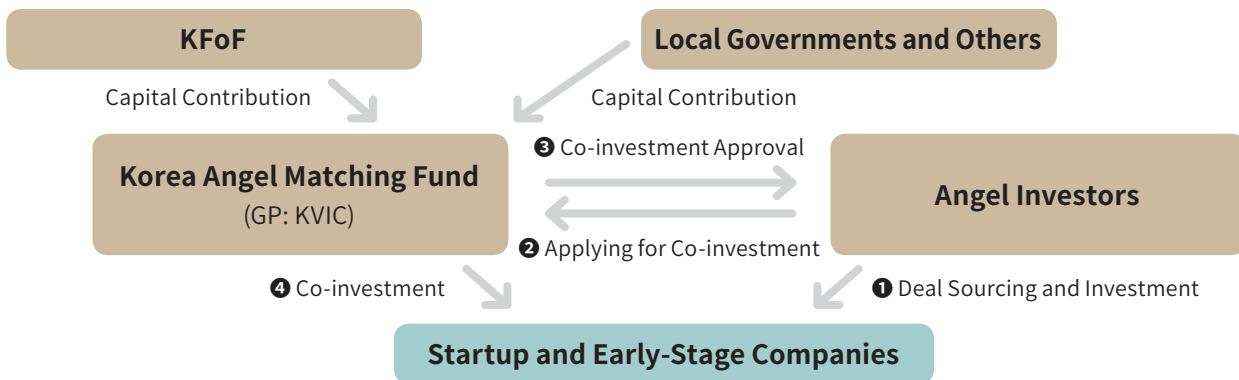 KFoF
Local Governments and Others
Capital Contribution
Capital Contribution
Korea Angel Matching Fund
(GP: KVIC)
❸ Co-investment Approval
Angel Investors
❷ Applying for Co-investment
❹ Co-investment
❶ Deal Sourcing and Investment
Startup and Early-Stage Companies